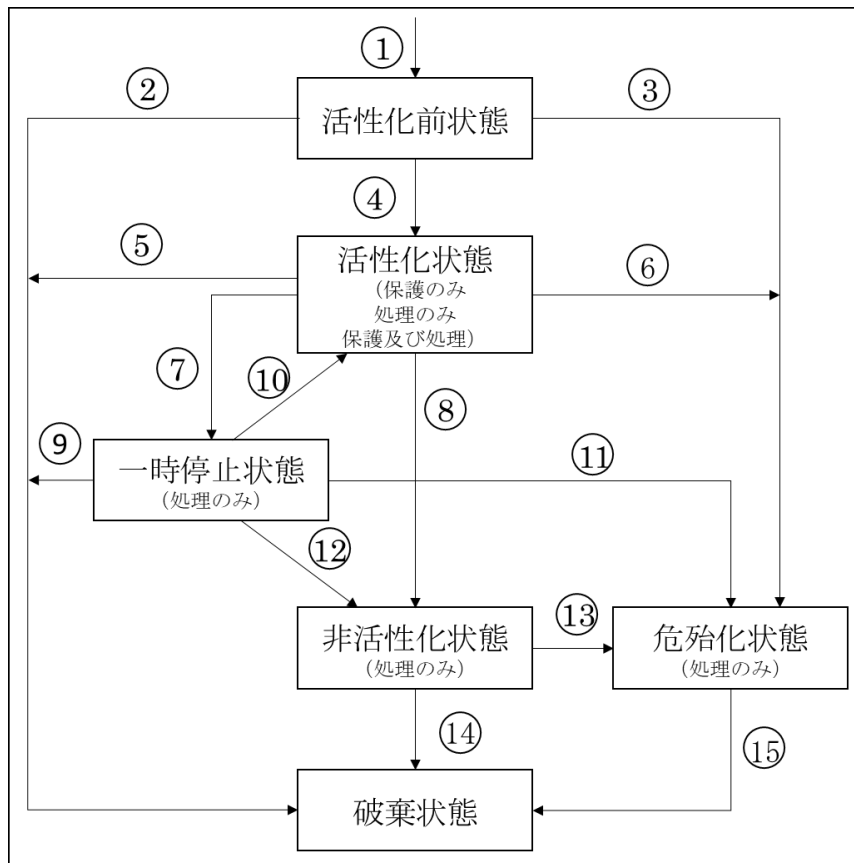 ①
②
③
活性化前状態
④
⑤
活性化状態
(保護のみ
処理のみ
保護及び処理)
⑥
⑦
⑩
⑧
⑨
一時停止状態
(処理のみ)
⑪
⑫
非活性化状態
(処理のみ)
⑬
危殆化状態
(処理のみ)
⑭
⑮
破棄状態